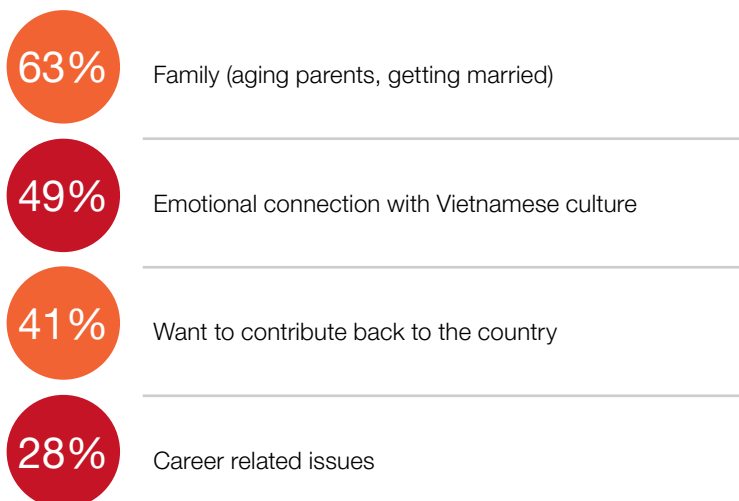 63%
Family (aging parents, getting married)
49%
Emotional connection with Vietnamese culture
41%
Want to contribute back to the country
28%
Career related issues